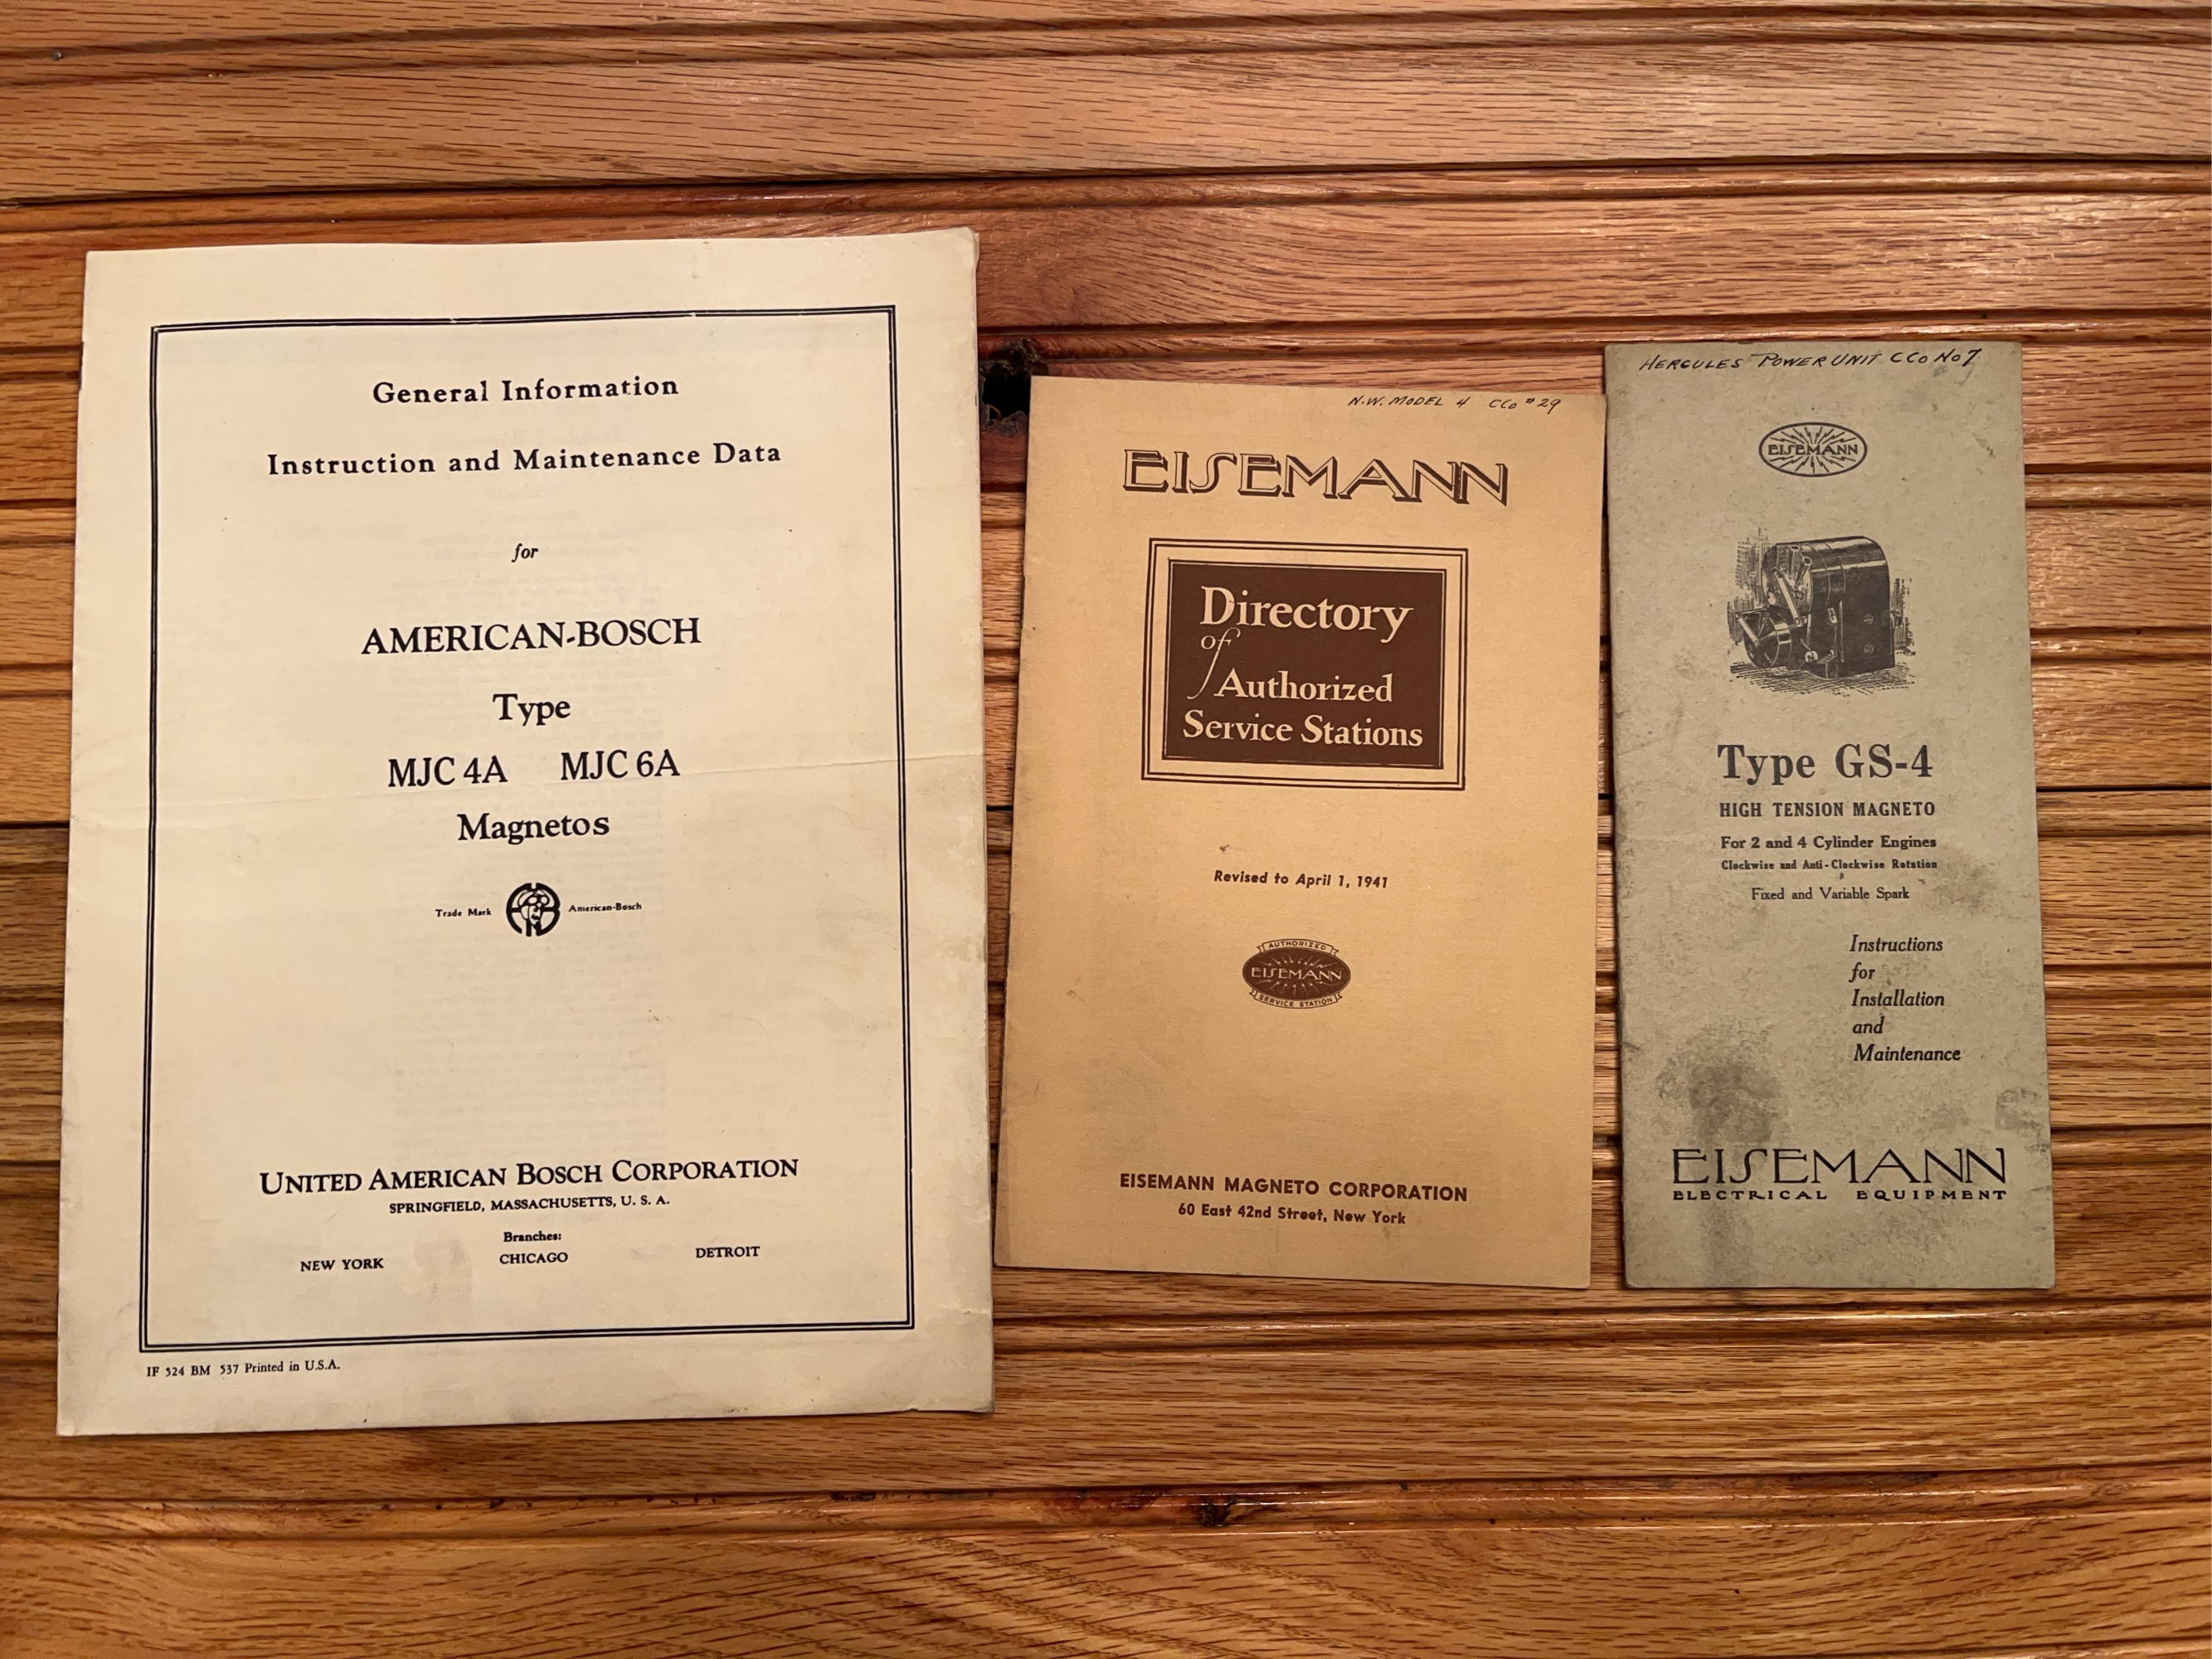 General Information
Instruction and Maintenance Data
for
AMERICAN-BOSCH
Type
MJC 4A MJC 6A
Magnetos
Trade Mark American-Bosch
UNITED AMERICAN BOSCH CORPORATION
SPRINGFIELD, MASSACHUSETTS, U. S. A.
Branches:
NEW YORK CHICAGO DETROIT
IF 524 BM 537 Printed in U.S.A.
N.W. MODEL 4 CCo #29
EISEMANN
Directory
of
Authorized
Service Stations
Revised to April 1, 1941
AUTHORIZED
EISEMANN
SERVICE STATION
EISEMANN MAGNETO CORPORATION
60 East 42nd Street, New York
HERCULES POWER UNIT CCo No 7
EISEMANN
Type GS-4
HIGH TENSION MAGNETO
For 2 and 4 Cylinder Engines
Clockwise and Anti-Clockwise Rotation
Fixed and Variable Spark
Instructions
for
Installation
and
Maintenance
EISEMANN
ELECTRICAL EQUIPMENT